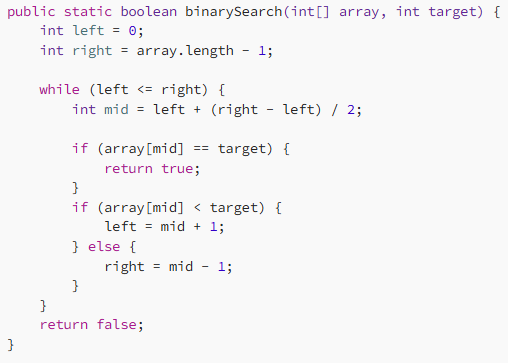 public static boolean binarySearch(int[] array, int target) {
    int left = 0;
    int right = array.length - 1;

    while (left <= right) {
        int mid = left + (right - left) / 2;

        if (array[mid] == target) {
            return true;
        }
        if (array[mid] < target) {
            left = mid + 1;
        } else {
            right = mid - 1;
        }
    }
    return false;
}